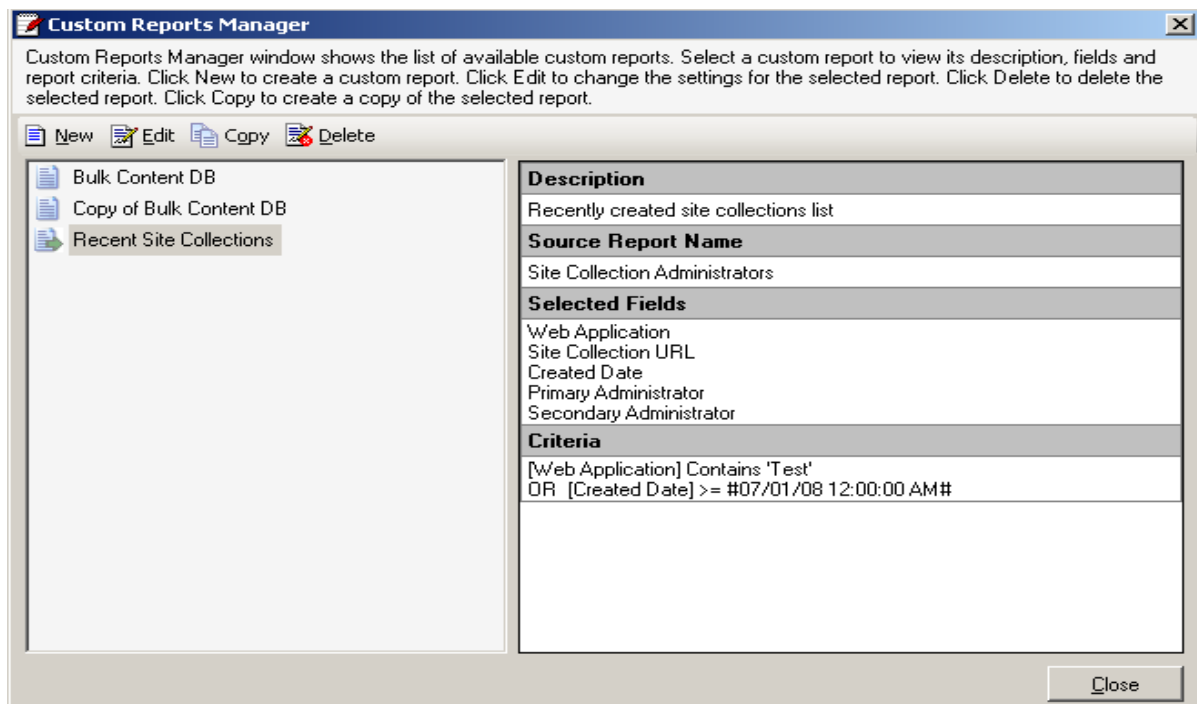 Custom Reports Manager
Custom Reports Manager window shows the list of available custom reports. Select a custom report to view its description, fields and
report criteria. Click New to create a custom report. Click Edit to change the settings for the selected report. Click Delete to delete the
selected report. Click Copy to create a copy of the selected report.
New Edit Copy Delete
Bulk Content DB
Copy of Bulk Content DB
Recent Site Collections
Description
Recently created site collections list
Source Report Name
Site Collection Administrators
Selected Fields
Web Application
Site Collection URL
Created Date
Primary Administrator
Secondary Administrator
Criteria
[Web Application] Contains 'Test'
OR [Created Date] >= #07/01/08 12:00:00 AM#
Close